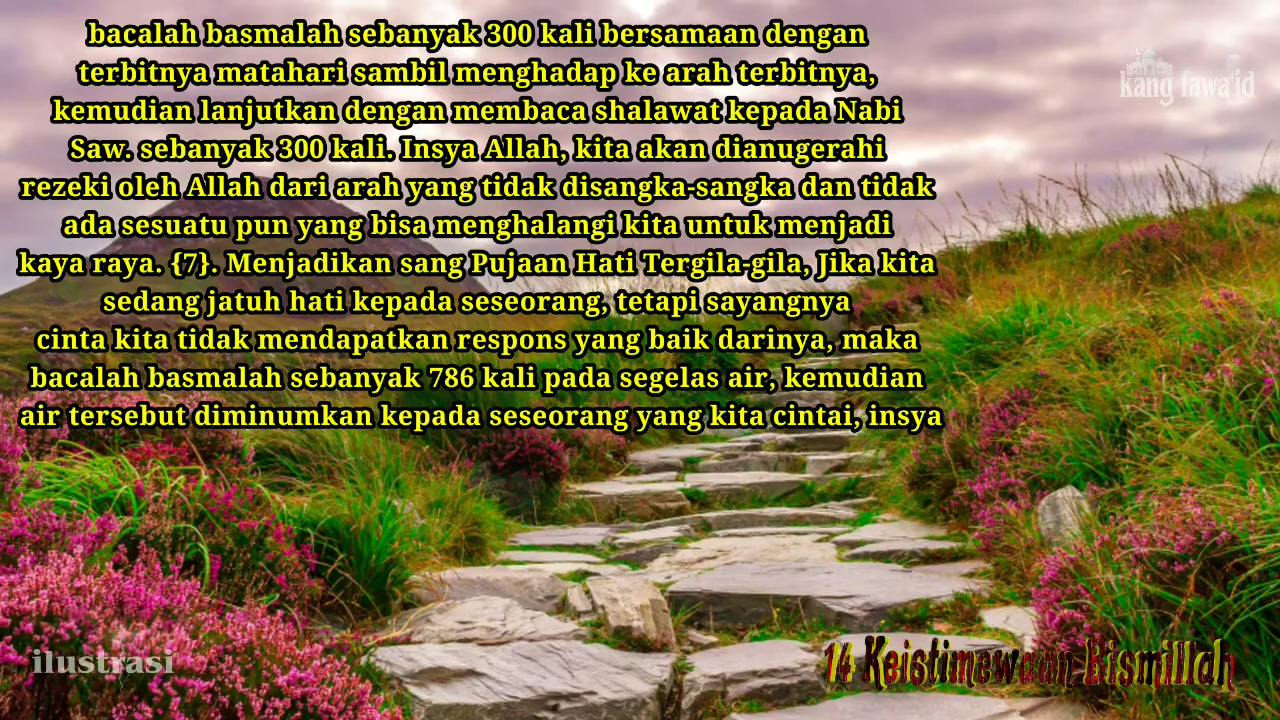 bacalah basmalah sebanyak 300 kali bersamaan dengan
terbitnya matahari sambil menghadap ke arah terbitnya,
kemudian lanjutkan dengan membaca shalawat kepada Nabi
Saw. sebanyak 300 kali. Insya Allah, kita akan dianugerahi
rezeki oleh Allah dari arah yang tidak disangka-sangka dan tidak
ada sesuatu pun yang bisa menghalangi kita untuk menjadi
kaya raya. {7}. Menjadikan sang Pujaan Hati Tergila-gila, Jika kita
sedang jatuh hati kepada seseorang, tetapi sayangnya
cinta kita tidak mendapatkan respons yang baik darinya, maka
bacalah basmalah sebanyak 786 kali pada segelas air, kemudian
air tersebut diminumkan kepada seseorang yang kita cintai, insya
kang fawa'id
ilustrasi
14 Keistimewaan Bismillah